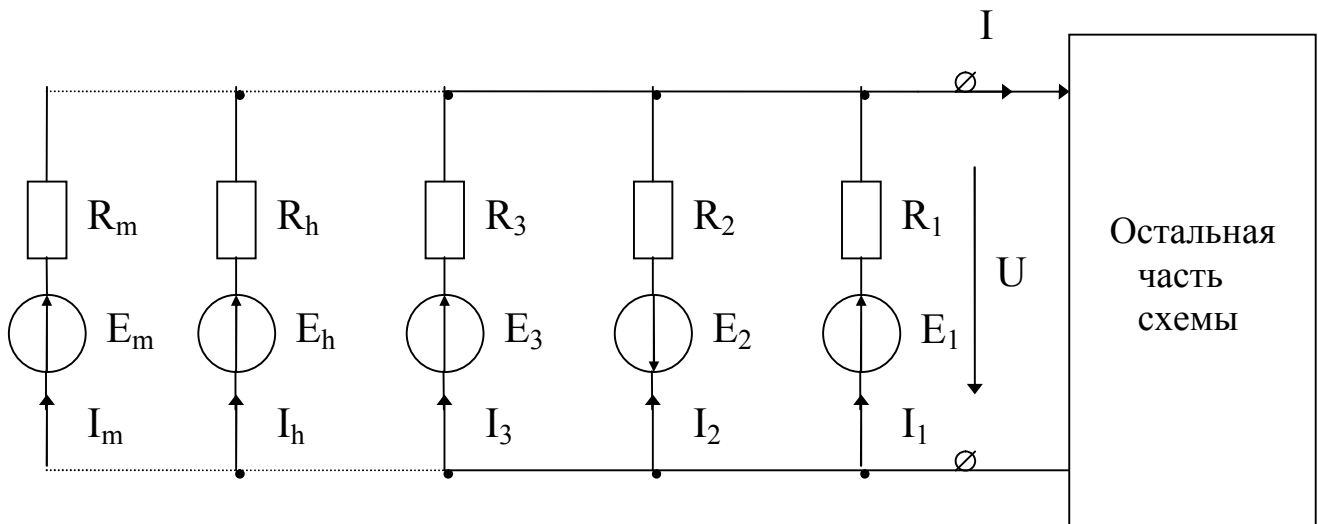 I
R_m R_h R_3 R_2 R_1
Остальная
часть
схемы
U
E_m E_h E_3 E_2 E_1
I_m I_h I_3 I_2 I_1